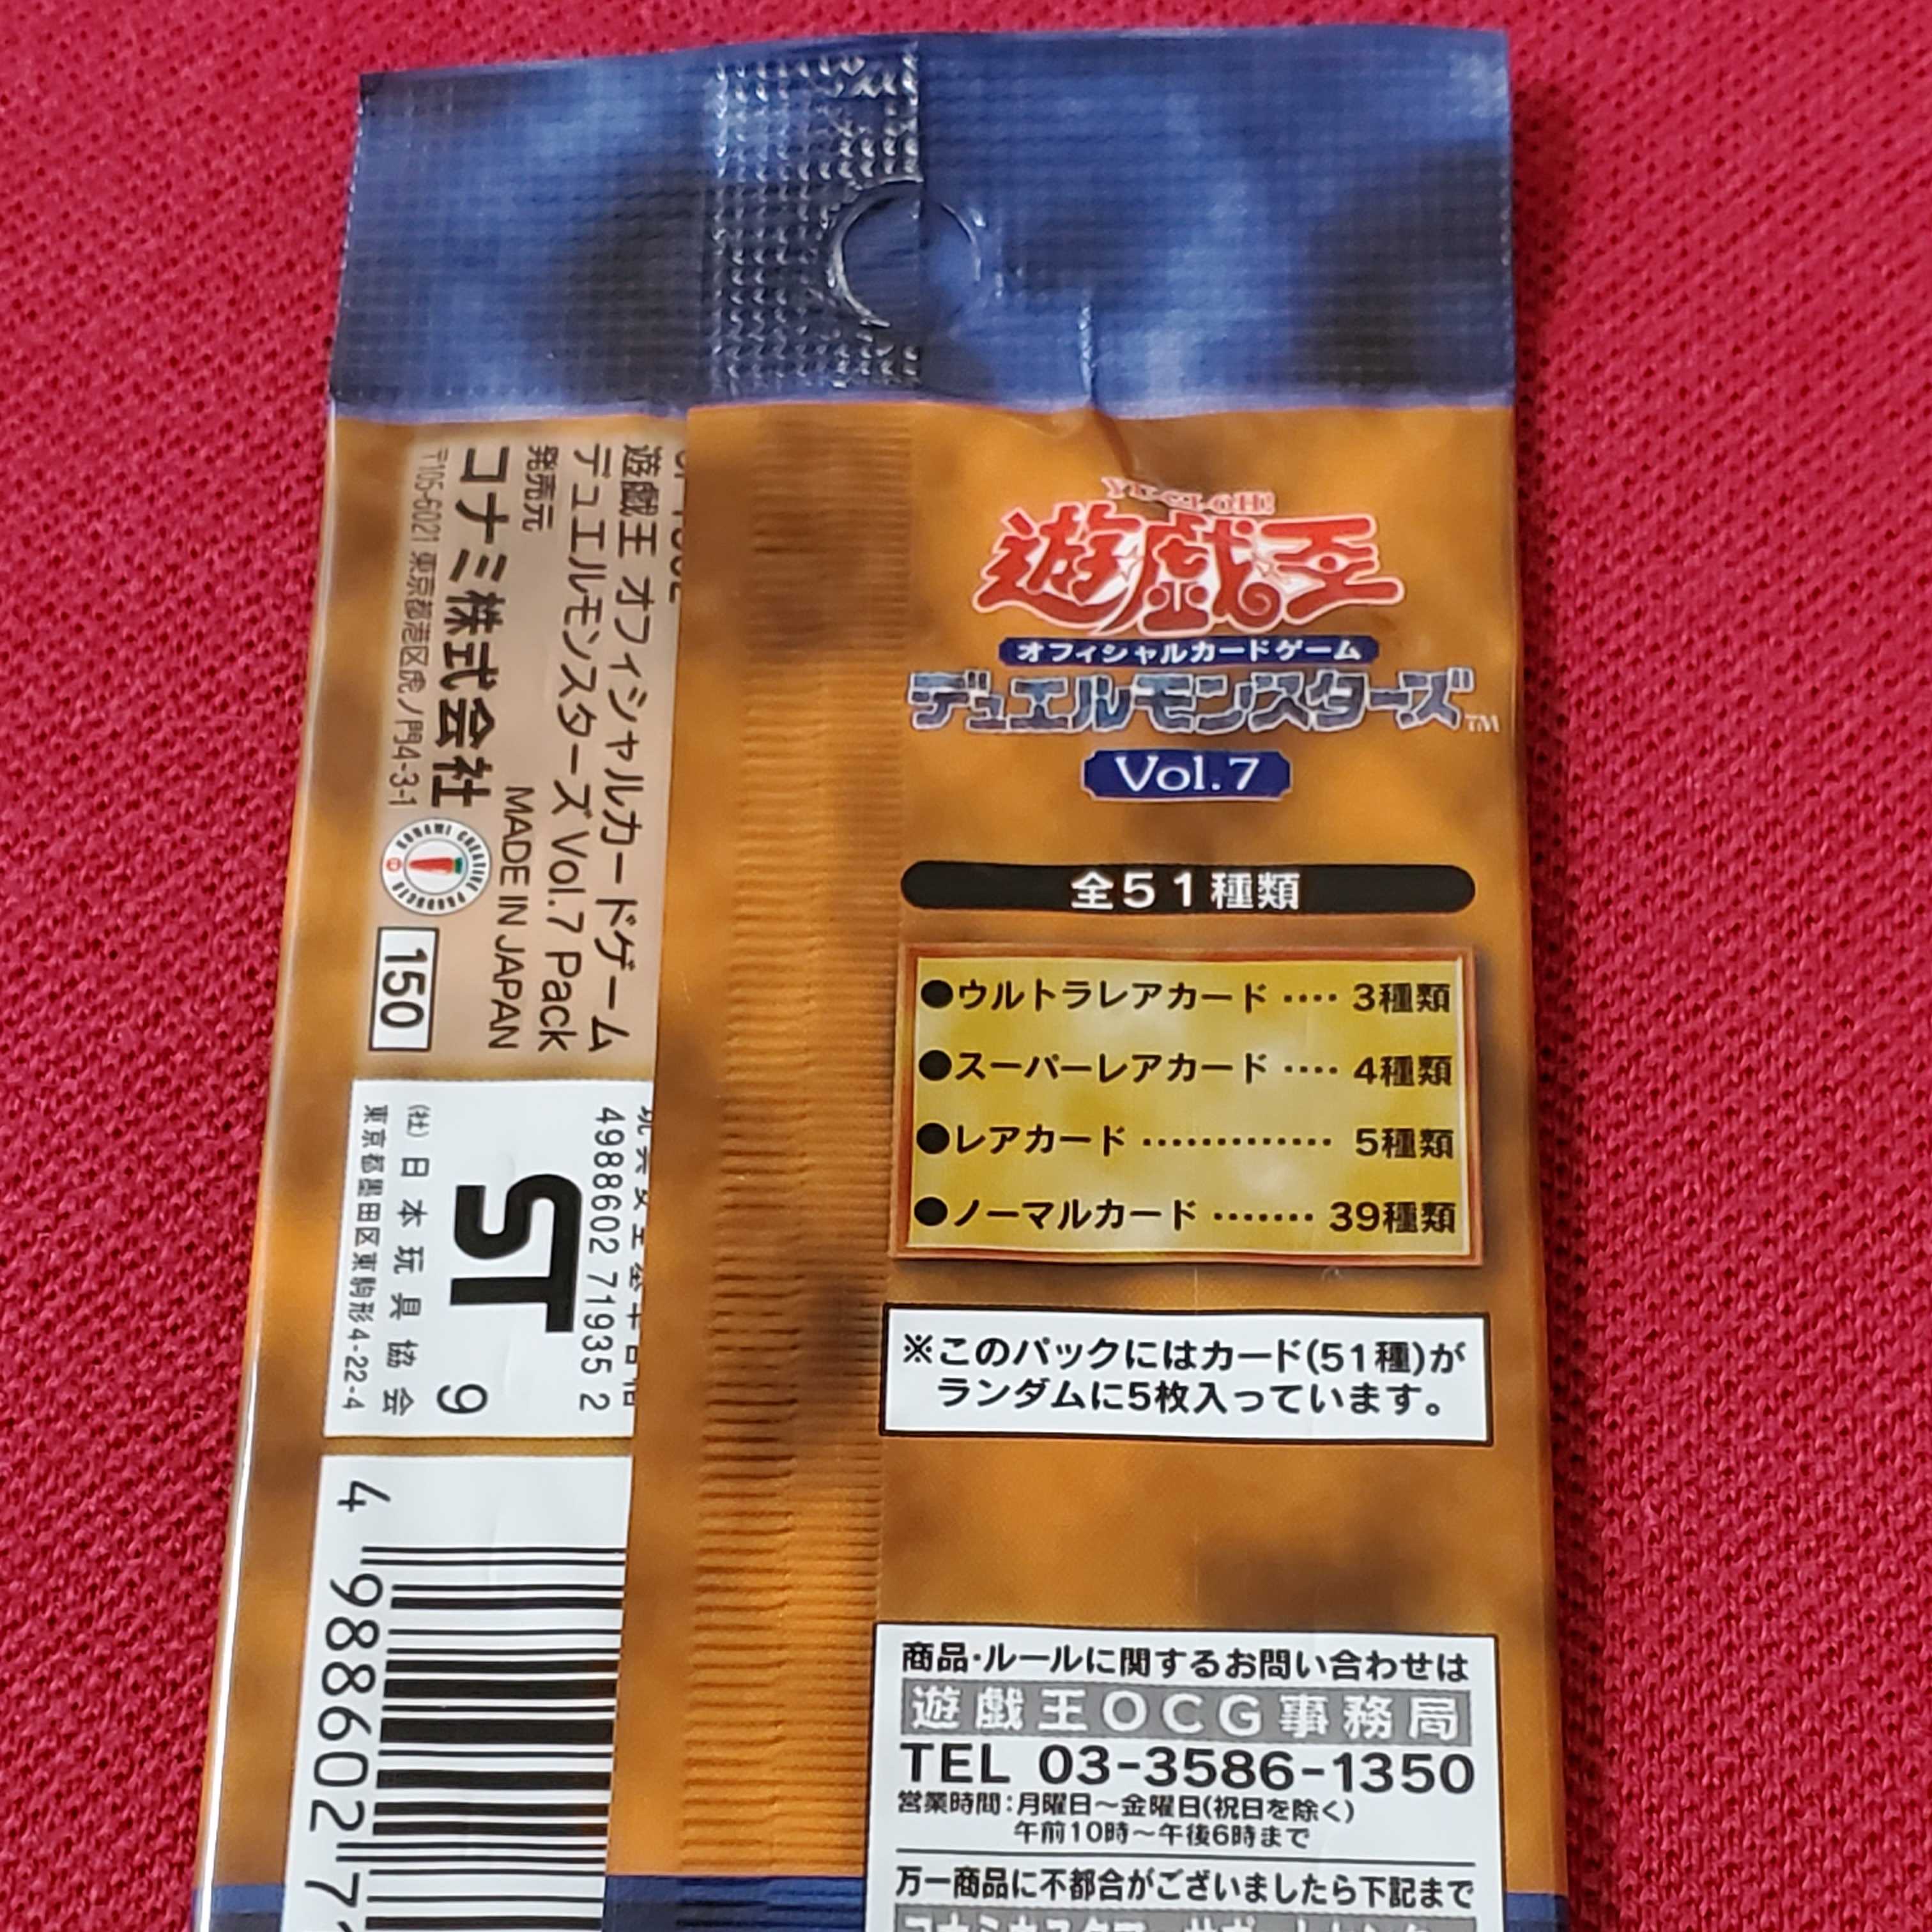 YU-GI-OH!
遊戯王
オフィシャルカードゲーム
デュエルモンスターズ™
Vol.7
全51種類
●ウルトラレアカード ‥‥ 3種類
●スーパーレアカード ‥‥ 4種類
●レアカード ‥‥‥‥‥‥‥ 5種類
●ノーマルカード ‥‥‥‥ 39種類
※このパックにはカード(51種)が
ランダムに5枚入っています。
商品・ルールに関するお問い合わせは
遊戯王OCG事務局
TEL 03-3586-1350
営業時間:月曜日〜金曜日(祝日を除く)
午前10時〜午後6時まで
万一商品に不都合がございましたら下記まで
遊戯王 オフィシャルカードゲーム
デュエルモンスターズ Vol.7 Pack
発売元
MADE IN JAPAN
コナミ株式会社
〒105-6021 東京都港区虎ノ門4-3-1
KONAMI CREATIVE PRODUCTS
150
4988602 71935 2
ST
9
(社)日本玩具協会
東京都墨田区東駒形4-22-4
4 988602 7